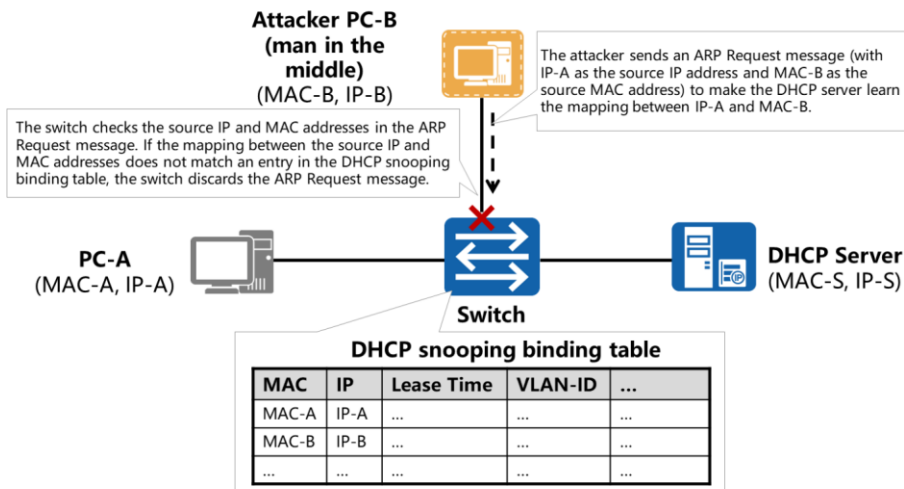 Attacker PC-B
(man in the
middle)
(MAC-B, IP-B)
The attacker sends an ARP Request message (with
IP-A as the source IP address and MAC-B as the
source MAC address) to make the DHCP server learn
the mapping between IP-A and MAC-B.
The switch checks the source IP and MAC addresses in the ARP
Request message. If the mapping between the source IP and
MAC addresses does not match an entry in the DHCP snooping
binding table, the switch discards the ARP Request message.
PC-A
(MAC-A, IP-A)
Switch
IP
DHCP Server
(MAC-S, IP-S)
DHCP snooping binding table
MAC IP Lease Time VLAN-ID ...
MAC-A IP-A ... ... ...
MAC-B IP-B ... ... ...
... ... ... ... ...